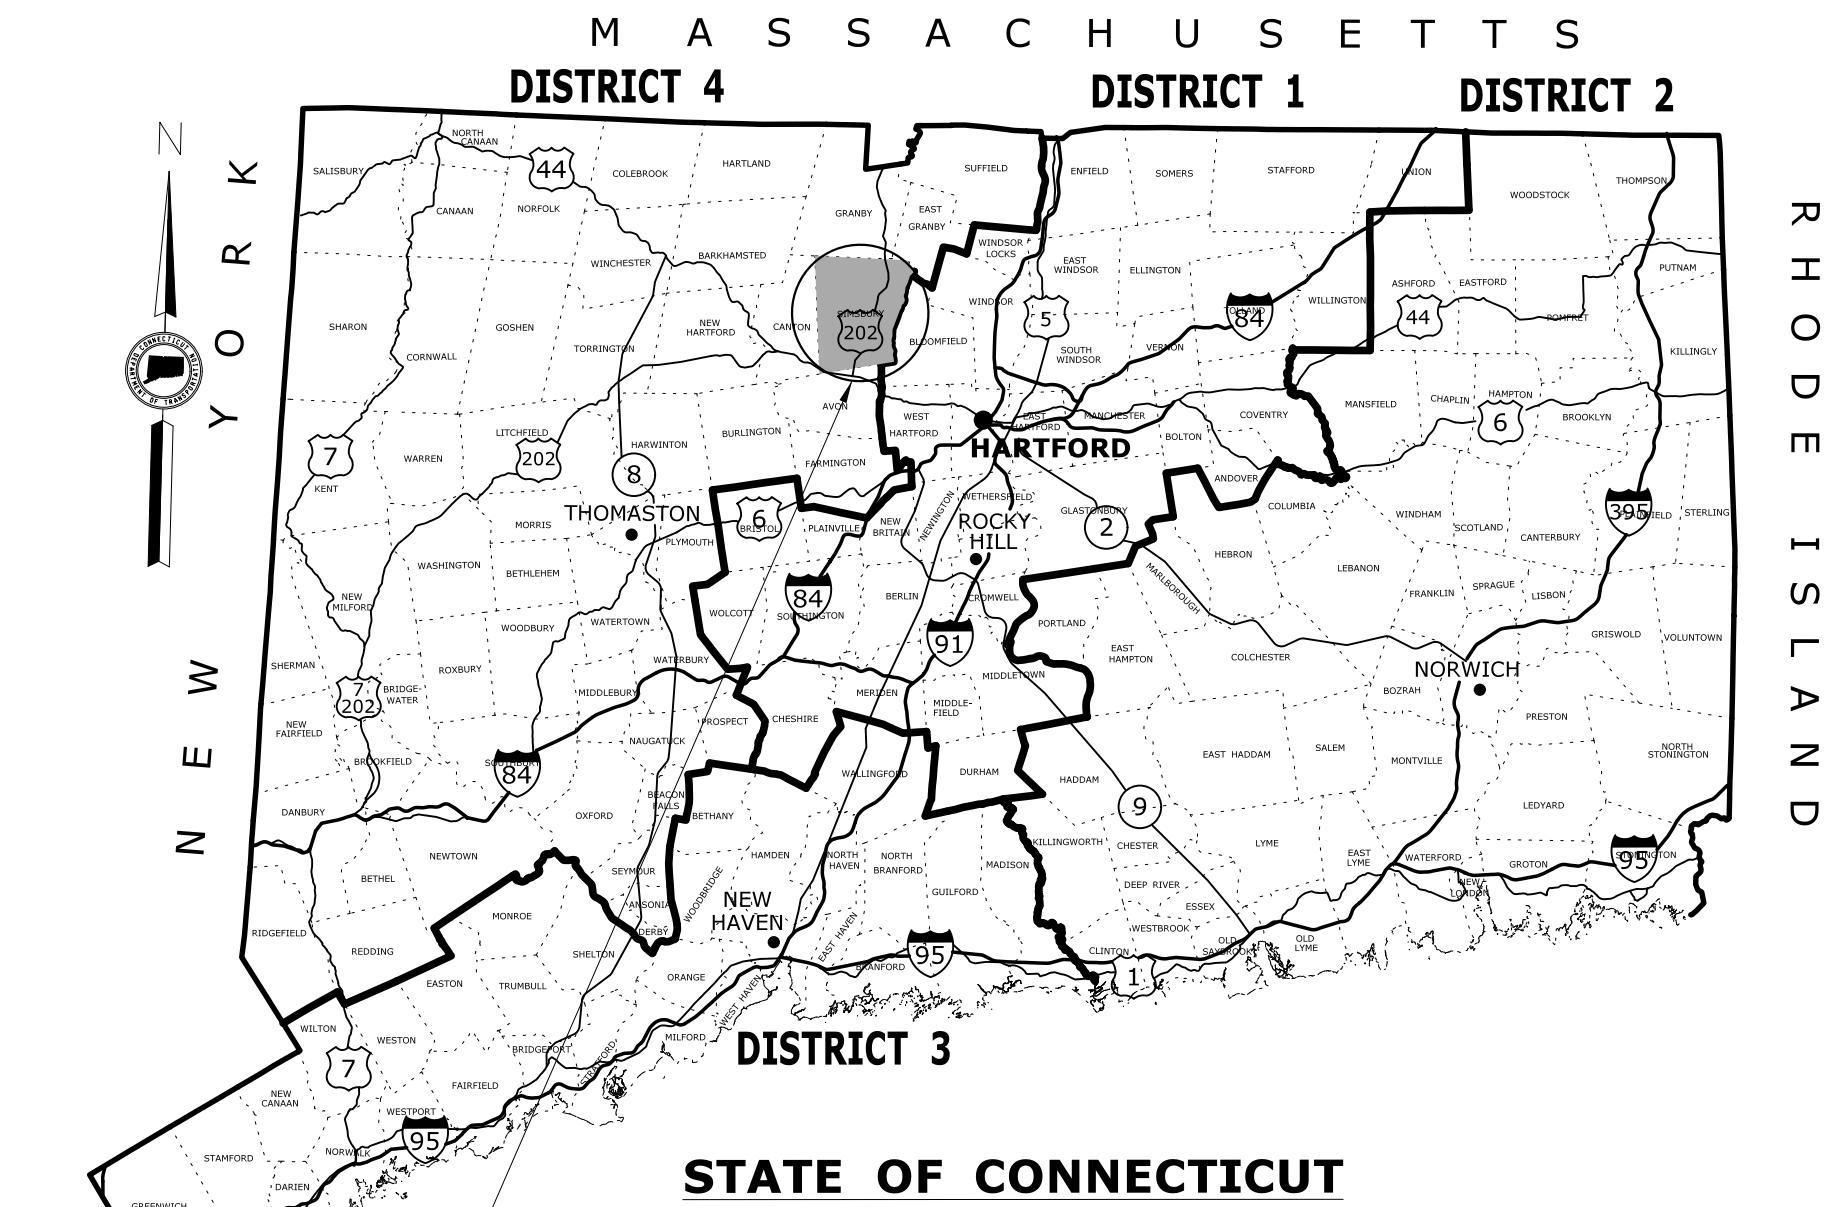 M A S S A C H U S E T T S
DISTRICT 4
DISTRICT 1
DISTRICT 2
N
NEW YORK
RHODE ISLAND
CONNECTICUT
DEPARTMENT OF TRANSPORTATION
NORTH
CANAAN
SALISBURY
44
COLEBROOK
HARTLAND
SUFFIELD
ENFIELD
SOMERS
STAFFORD
UNION
WOODSTOCK
THOMPSON
CANAAN
NORFOLK
GRANBY
EAST
GRANBY
WINDSOR
LOCKS
WINCHESTER
BARKHAMSTED
EAST
WINDSOR
ELLINGTON
PUTNAM
ASHFORD
EASTFORD
WILLINGTON
WINDSOR
SIMSBURY
202
5
TOLLAND
84
44
POMFRET
SHARON
GOSHEN
NEW
HARTFORD
CANTON
BLOOMFIELD
TORRINGTON
CORNWALL
SOUTH
WINDSOR
VERNON
KILLINGLY
AVON
WEST
HARTFORD
EAST
HARTFORD
MANCHESTER
COVENTRY
MANSFIELD
CHAPLIN
HAMPTON
6
BROOKLYN
HARTFORD
BOLTON
LITCHFIELD
202
HARWINTON
BURLINGTON
FARMINGTON
7
WARREN
8
KENT
ANDOVER
COLUMBIA
WETHERSFIELD
NEWINGTON
GLASTONBURY
2
ROCKY
HILL
THOMASTON
MORRIS
PLYMOUTH
6
BRISTOL
PLAINVILLE
NEW
BRITAIN
WINDHAM
SCOTLAND
CANTERBURY
395
PLAINFIELD
STERLING
HEBRON
LEBANON
MARLBOROUGH
FRANKLIN
SPRAGUE
LISBON
WASHINGTON
BETHLEHEM
NEW
MILFORD
WOODBURY
WATERTOWN
WOLCOTT
84
SOUTHINGTON
BERLIN
CROMWELL
91
PORTLAND
EAST
HAMPTON
COLCHESTER
GRISWOLD
VOLUNTOWN
NORWICH
BOZRAH
SHERMAN
ROXBURY
WATERBURY
MIDDLEBURY
7
202
BRIDGE-
WATER
MERIDEN
MIDDLETOWN
MIDDLE-
FIELD
PROSPECT
CHESHIRE
PRESTON
NEW
FAIRFIELD
NAUGATUCK
BROOKFIELD
SOUTHBURY
84
WALLINGFORD
DURHAM
HADDAM
EAST HADDAM
SALEM
MONTVILLE
NORTH
STONINGTON
LEDYARD
BEACON
FALLS
BETHANY
OXFORD
DANBURY
9
NEWTOWN
BETHEL
SEYMOUR
ANSONIA
DERBY
WOODBRIDGE
HAMDEN
NORTH
HAVEN
NORTH
BRANFORD
MADISON
GUILFORD
KILLINGWORTH
CHESTER
LYME
EAST
LYME
WATERFORD
GROTON
95
STONINGTON
NEW
LONDON
DEEP RIVER
ESSEX
WESTBROOK
OLD
SAYBROOK
OLD
LYME
CLINTON
1
MONROE
RIDGEFIELD
REDDING
NEW
HAVEN
EAST HAVEN
BRANFORD
95
SHELTON
ORANGE
WEST HAVEN
EASTON
TRUMBULL
WILTON
WESTON
BRIDGEPORT
STRATFORD
MILFORD
DISTRICT 3
7
FAIRFIELD
NEW
CANAAN
WESTPORT
95
NORWALK
STAMFORD
DARIEN
GREENWICH
STATE OF CONNECTICUT